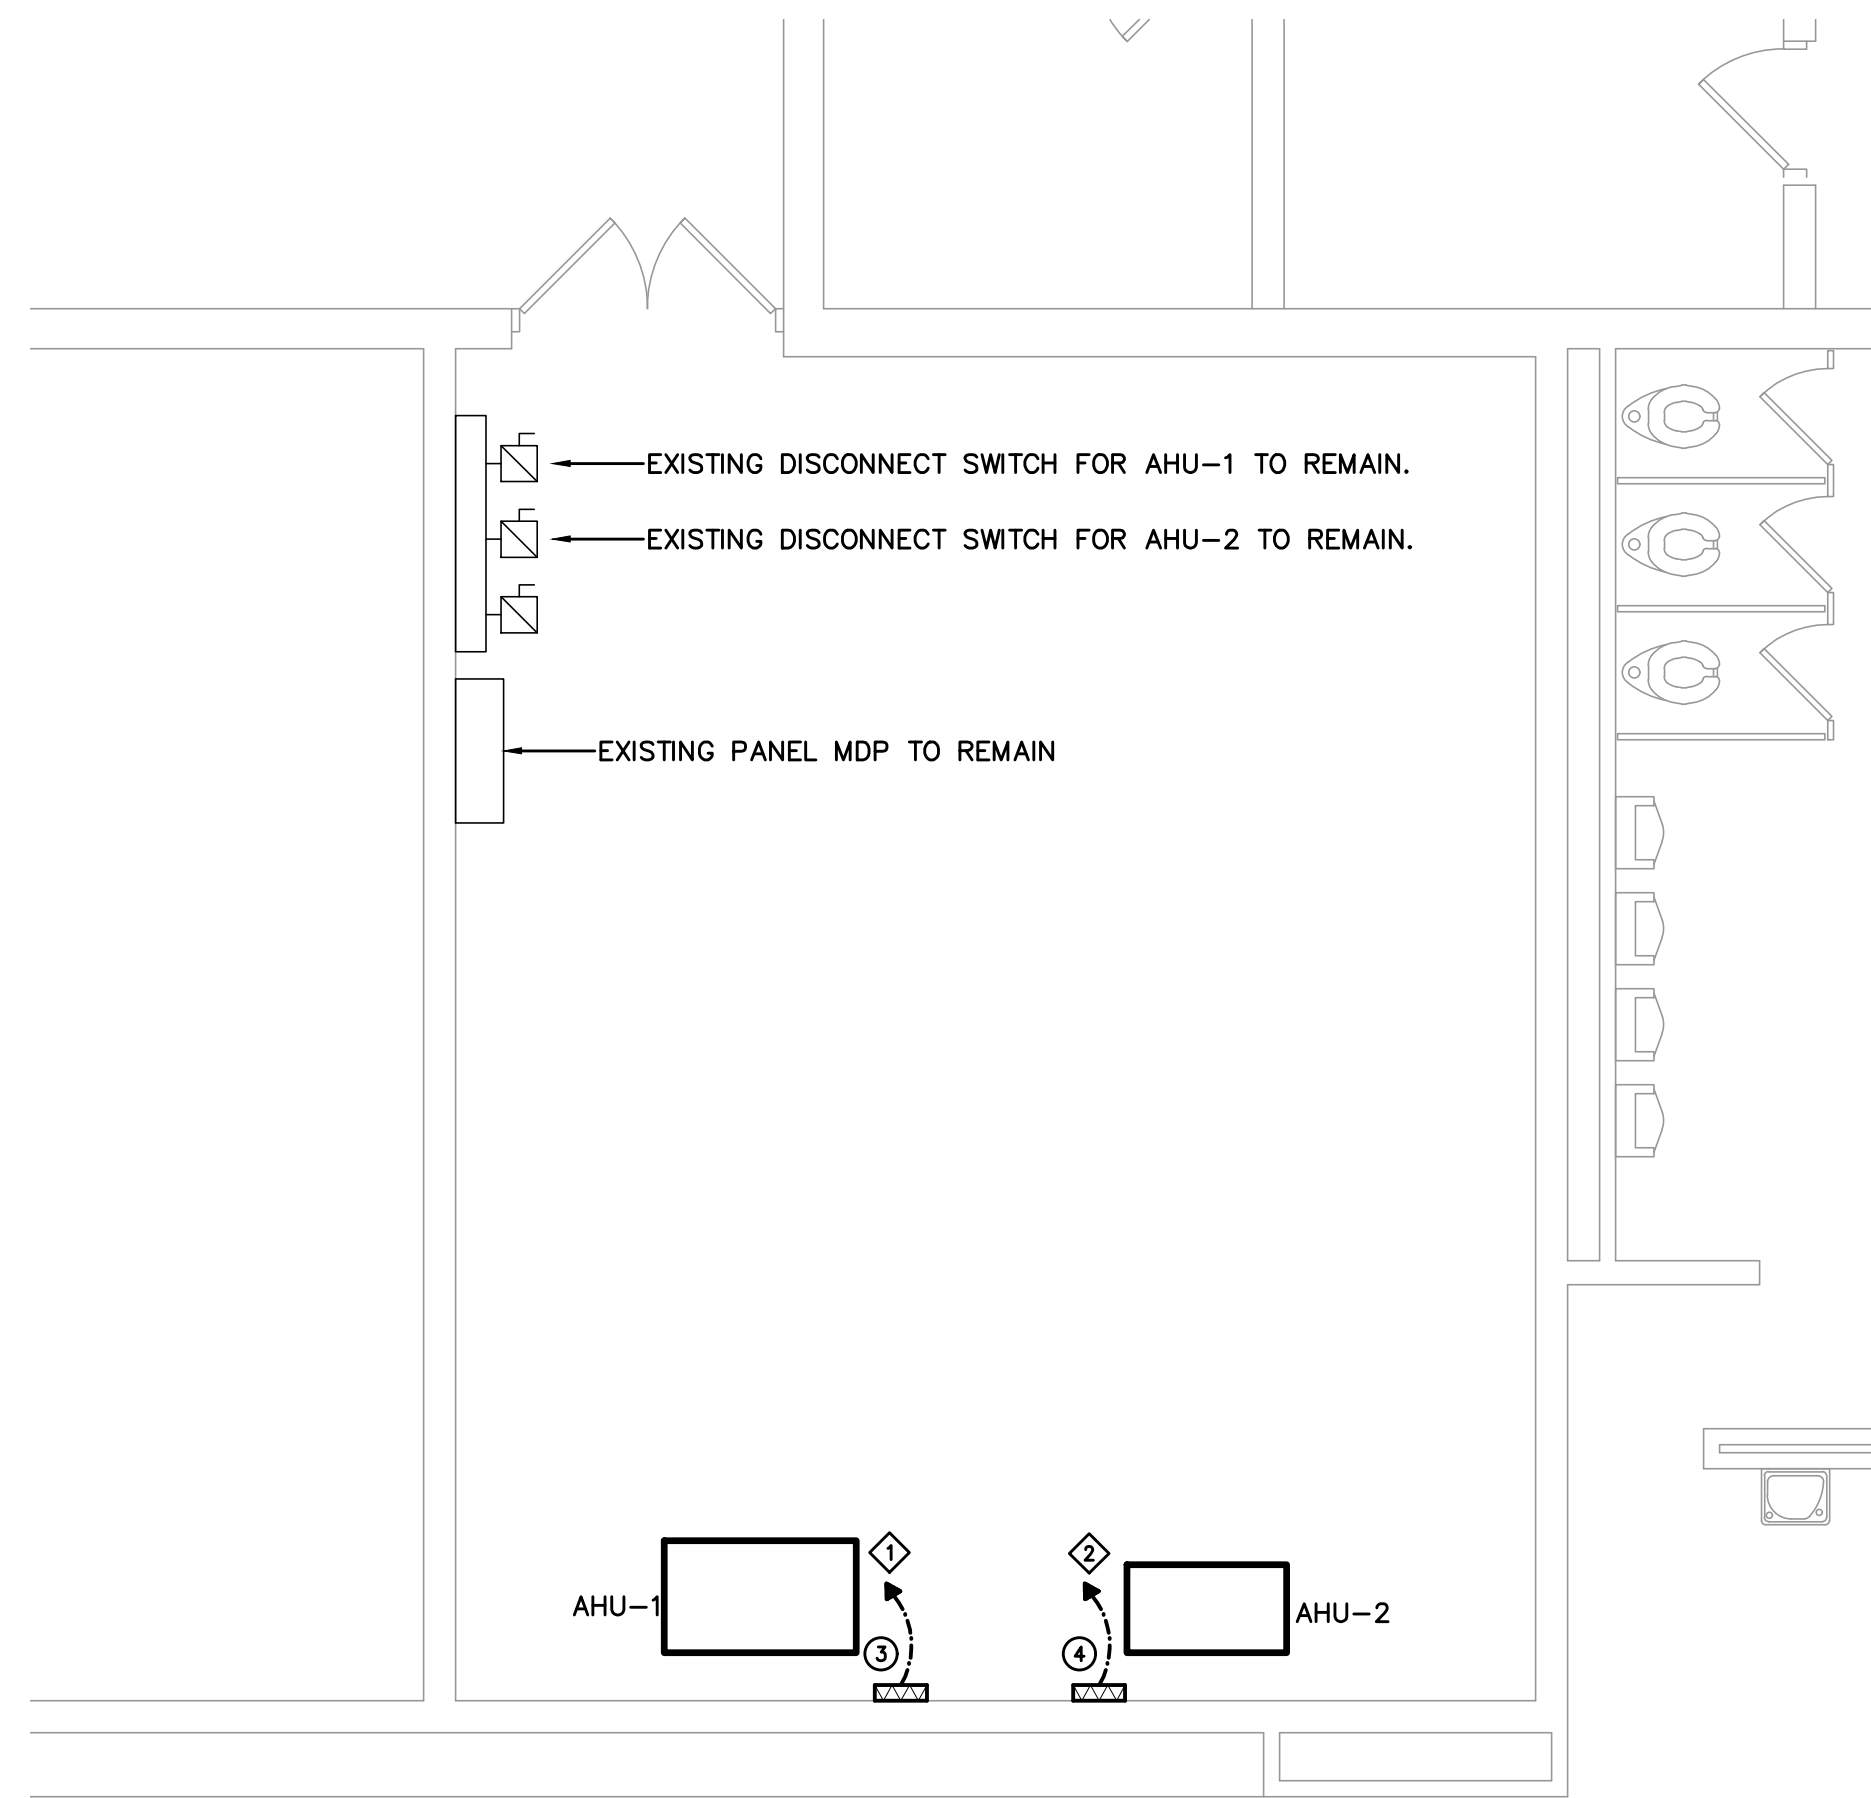 EXISTING DISCONNECT SWITCH FOR AHU-1 TO REMAIN.
EXISTING DISCONNECT SWITCH FOR AHU-2 TO REMAIN.
EXISTING PANEL MDP TO REMAIN
1
2
AHU-1
AHU-2
3
4